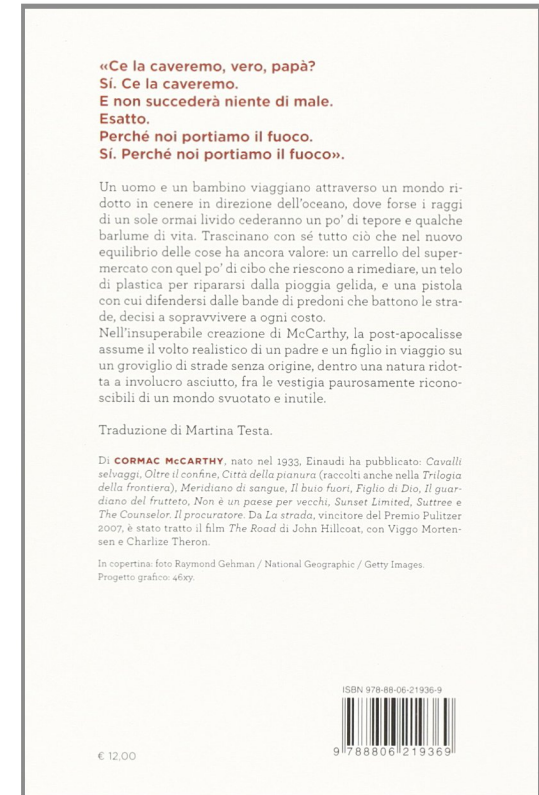 «Ce la caveremo, vero, papà?
Sí. Ce la caveremo.
E non succederà niente di male.
Esatto.
Perché noi portiamo il fuoco.
Sí. Perché noi portiamo il fuoco».
Un uomo e un bambino viaggiano attraverso un mondo ri-
dotto in cenere in direzione dell'oceano, dove forse i raggi
di un sole ormai livido cederanno un po' di tepore e qualche
barlume di vita. Trascinano con sé tutto ciò che nel nuovo
equilibrio delle cose ha ancora valore: un carrello del super-
mercato con quel po' di cibo che riescono a rimediare, un telo
di plastica per ripararsi dalla pioggia gelida, e una pistola
con cui difendersi dalle bande di predoni che battono le stra-
de, decisi a sopravvivere a ogni costo.
Nell'insuperabile creazione di McCarthy, la post-apocalisse
assume il volto realistico di un padre e un figlio in viaggio su
un groviglio di strade senza origine, dentro una natura ridot-
ta a involucro asciutto, fra le vestigia paurosamente ricono-
scibili di un mondo svuotato e inutile.
Traduzione di Martina Testa.
Di CORMAC McCARTHY, nato nel 1933, Einaudi ha pubblicato: Cavalli
selvaggi, Oltre il confine, Città della pianura (raccolti anche nella Trilogia
della frontiera), Meridiano di sangue, Il buio fuori, Figlio di Dio, Il guar-
diano del frutteto, Non è un paese per vecchi, Sunset Limited, Suttree e
The Counselor. Il procuratore. Da La strada, vincitore del Premio Pulitzer
2007, è stato tratto il film The Road di John Hillcoat, con Viggo Morten-
sen e Charlize Theron.
In copertina: foto Raymond Gehman / National Geographic / Getty Images.
Progetto grafico: 46xy.
ISBN 978-88-06-21936-9
9 788806 219369
€ 12,00